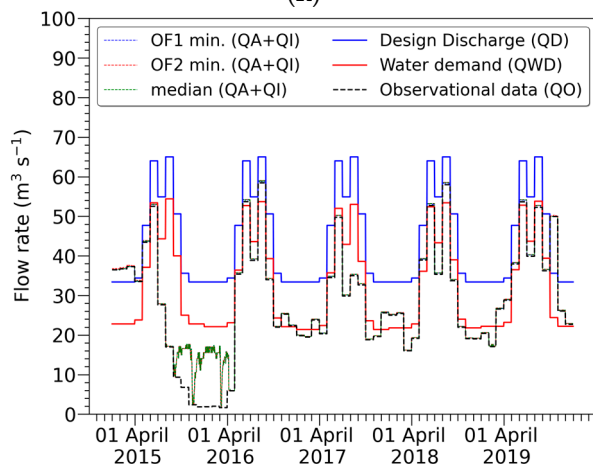 100
90
80
70
60
50
40
30
20
10
0
Flow rate (m³ s⁻¹)
OF1 min. (QA+QI)
OF2 min. (QA+QI)
median (QA+QI)
Design Discharge (QD)
Water demand (QWD)
Observational data (QO)
01 April 01 April 01 April 01 April 01 April
2015 2016 2017 2018 2019